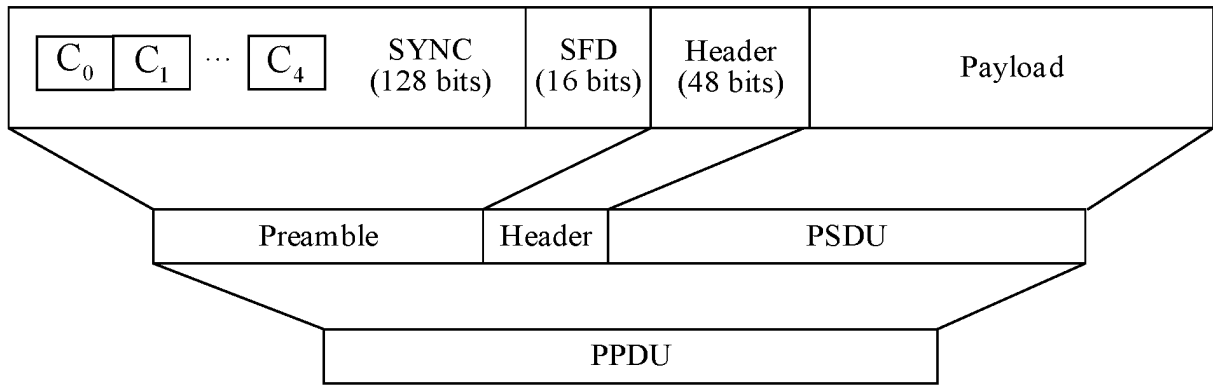 C0 C1 ... C4 SYNC (128 bits) SFD (16 bits) Header (48 bits) Payload
Preamble Header PSDU
PPDU